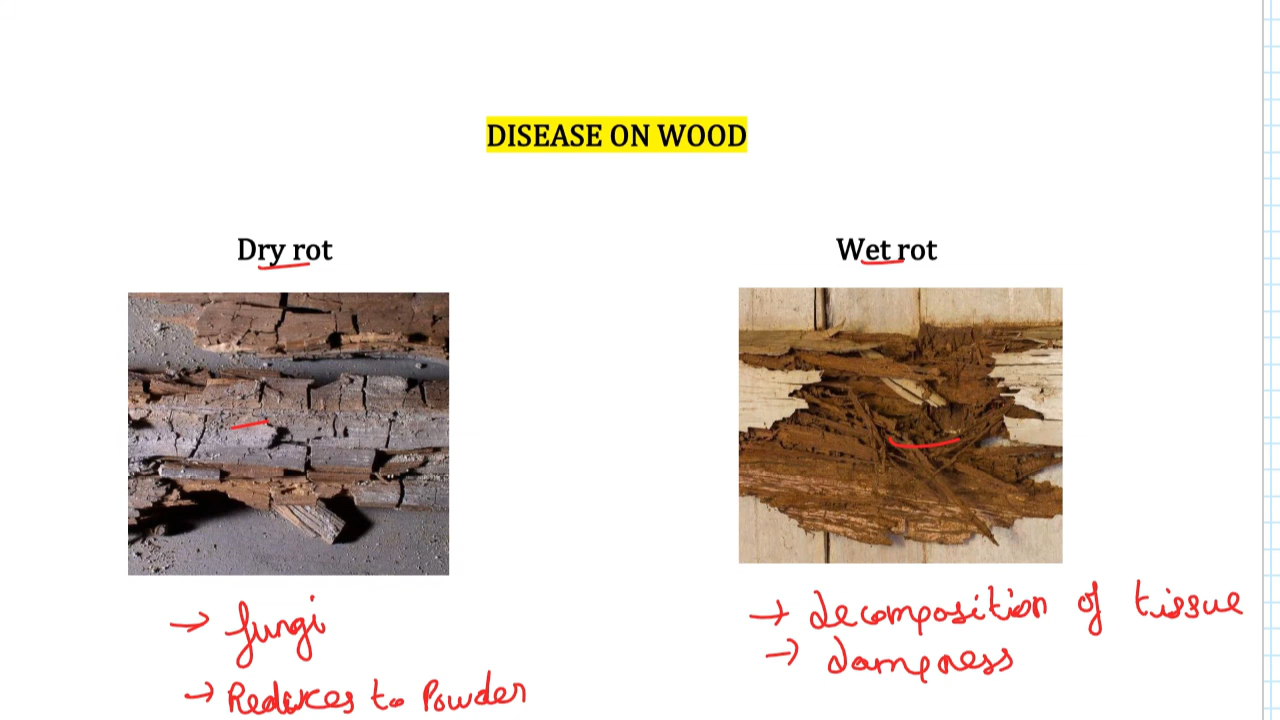 DISEASE ON WOOD
Dry rot
Wet rot
→ fungi
→ Reduces to Powder
→ decomposition of tissue
→ dampness